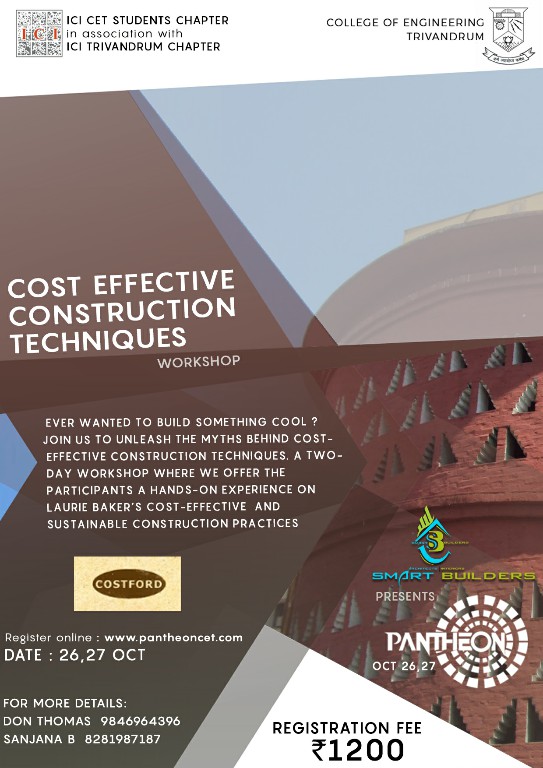 ICI CET STUDENTS CHAPTER
in association with
ICI TRIVANDRUM CHAPTER
COLLEGE OF ENGINEERING
TRIVANDRUM
ICI
COST EFFECTIVE
CONSTRUCTION
TECHNIQUES
WORKSHOP
EVER WANTED TO BUILD SOMETHING COOL ?
JOIN US TO UNLEASH THE MYTHS BEHIND COST-
EFFECTIVE CONSTRUCTION TECHNIQUES. A TWO-
DAY WORKSHOP WHERE WE OFFER THE
PARTICIPANTS A HANDS-ON EXPERIENCE ON
LAURIE BAKER'S COST-EFFECTIVE AND
SUSTAINABLE CONSTRUCTION PRACTICES
COSTFORD
SMART BUILDERS
PRESENTS
PANTHEON
OCT 26,27
Register online : www.pantheoncet.com
DATE : 26,27 OCT
FOR MORE DETAILS:
DON THOMAS 9846964396
SANJANA B 8281987187
REGISTRATION FEE
₹1200